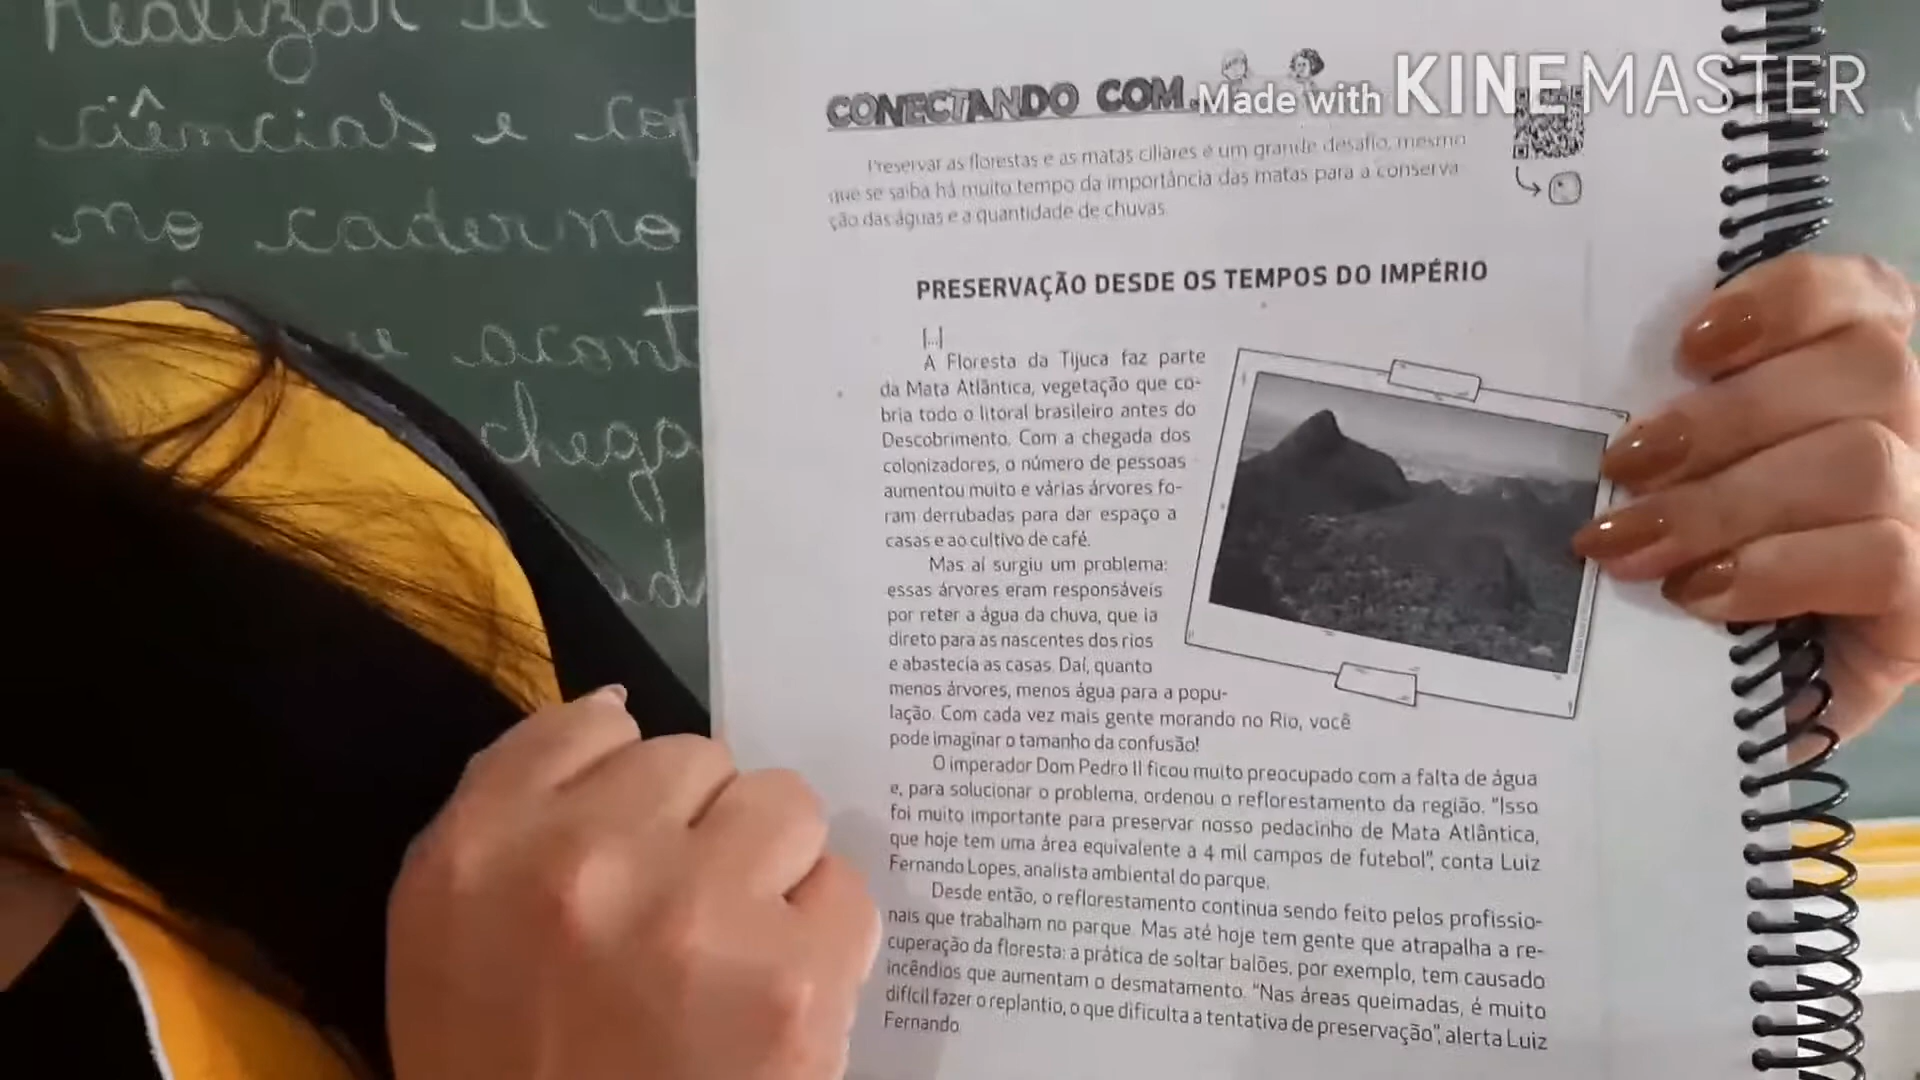 Realizar a
ciências e cop
no caderno
que acont
chega
CONECTANDO COM...
Made with KINEMASTER
Preservar as florestas e as matas ciliares é um grande desafio, mesmo
que se saiba há muito tempo da importância das matas para a conserva
ção das águas e a quantidade de chuvas.
PRESERVAÇÃO DESDE OS TEMPOS DO IMPÉRIO
[...]
A Floresta da Tijuca faz parte
da Mata Atlântica, vegetação que co-
bria todo o litoral brasileiro antes do
Descobrimento. Com a chegada dos
colonizadores, o número de pessoas
aumentou muito e várias árvores fo-
ram derrubadas para dar espaço a
casas e ao cultivo de café.
Mas aí surgiu um problema:
essas árvores eram responsáveis
por reter a água da chuva, que ia
direto para as nascentes dos rios
e abastecia as casas. Daí, quanto
menos árvores, menos água para a popu-
lação. Com cada vez mais gente morando no Rio, você
pode imaginar o tamanho da confusão!
O imperador Dom Pedro II ficou muito preocupado com a falta de água
e, para solucionar o problema, ordenou o reflorestamento da região. "Isso
foi muito importante para preservar nosso pedacinho de Mata Atlântica,
que hoje tem uma área equivalente a 4 mil campos de futebol", conta Luiz
Fernando Lopes, analista ambiental do parque.
Desde então, o reflorestamento continua sendo feito pelos profissio-
nais que trabalham no parque. Mas até hoje tem gente que atrapalha a re-
cuperação da floresta: a prática de soltar balões, por exemplo, tem causado
incêndios que aumentam o desmatamento. "Nas áreas queimadas, é muito
difícil fazer o replantio, o que dificulta a tentativa de preservação", alerta Luiz
Fernando.